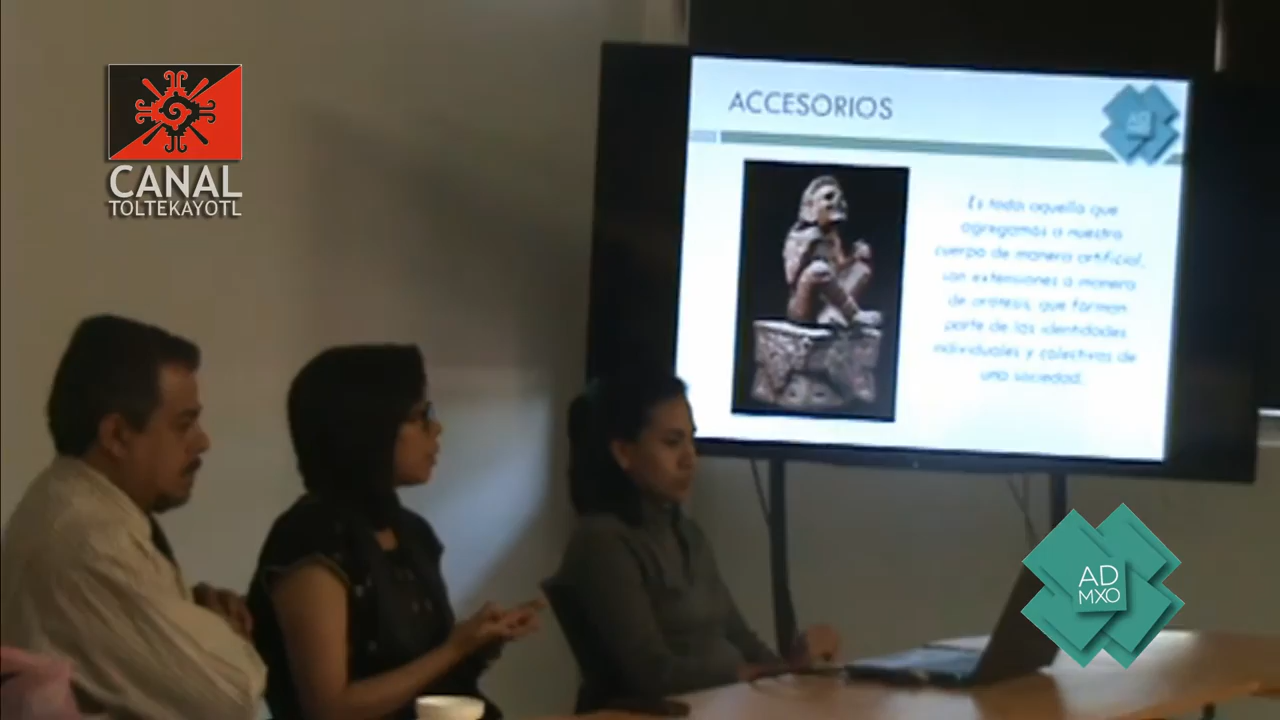 CANAL
TOLTEKAYOTL
ACCESORIOS
AD
Es todo aquello que
agregamos a nuestro
cuerpo de manera artificial,
son extensiones a manera
de prótesis, que forman
parte de las identidades
individuales y colectivas de
una sociedad.
AD
MXO